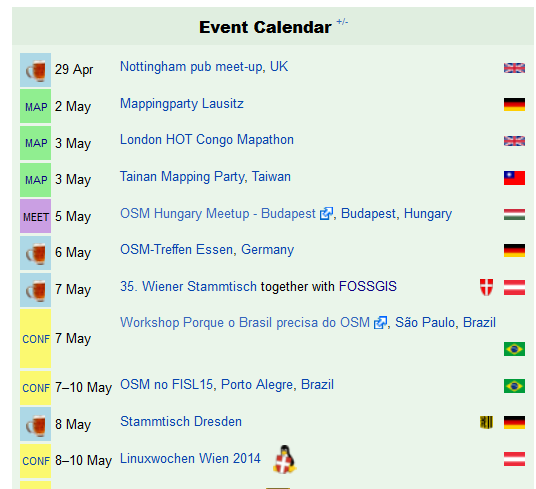 Event Calendar +/-
29 Apr Nottingham pub meet-up, UK
MAP 2 May Mappingparty Lausitz
MAP 3 May London HOT Congo Mapathon
MAP 3 May Tainan Mapping Party, Taiwan
MEET 5 May OSM Hungary Meetup - Budapest, Budapest, Hungary
6 May OSM-Treffen Essen, Germany
7 May 35. Wiener Stammtisch together with FOSSGIS
CONF 7 May Workshop Porque o Brasil precisa do OSM, São Paulo, Brazil
CONF 7–10 May OSM no FISL15, Porto Alegre, Brazil
8 May Stammtisch Dresden
CONF 8–10 May Linuxwochen Wien 2014